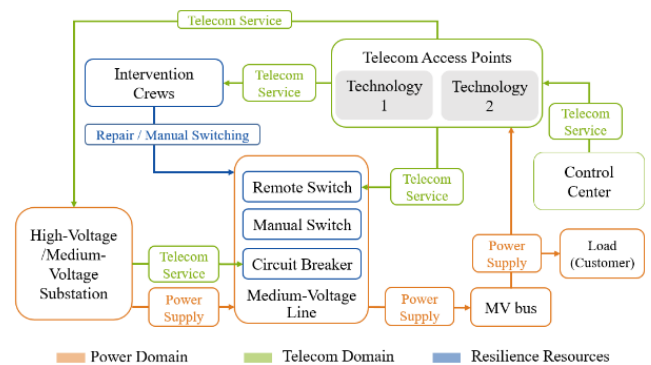 Telecom Service
Telecom Access Points
Technology
1
Technology
2
Intervention
Crews
Telecom
Service
Telecom
Service
Repair / Manual Switching
Control
Center
Telecom
Service
Remote Switch
Manual Switch
Circuit Breaker
Medium-Voltage
Line
High-Voltage
/Medium-
Voltage
Substation
Telecom
Service
Power
Supply
Power
Supply
MV bus
Power
Supply
Load
(Customer)
Power Domain
Telecom Domain
Resilience Resources